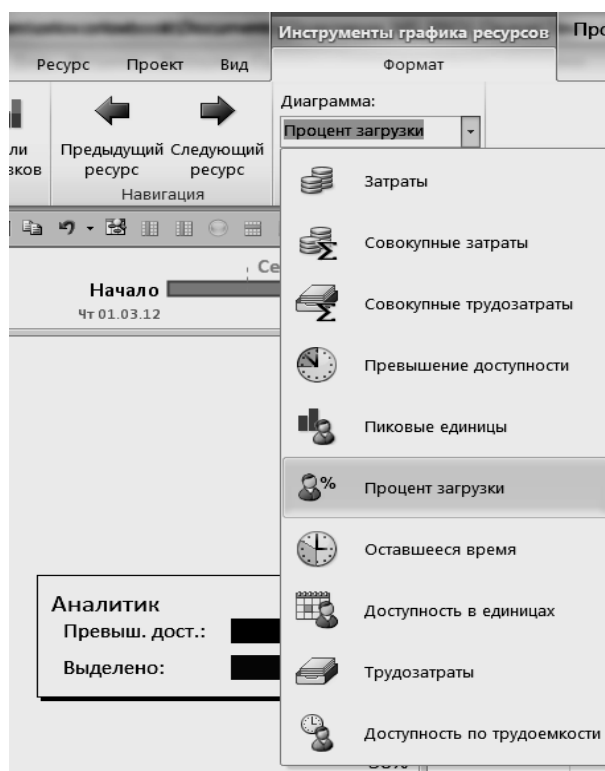 Инструменты графика ресурсов
Ресурс Проект Вид Формат
Диаграмма:
Процент загрузки
Предыдущий ресурс
Следующий ресурс
Навигация
Затраты
Совокупные затраты
Совокупные трудозатраты
Превышение доступности
Пиковые единицы
% Процент загрузки
Оставшееся время
Доступность в единицах
Трудозатраты
Доступность по трудоемкости
Начало
Чт 01.03.12
Аналитик
Превыш. дост.:
Выделено: